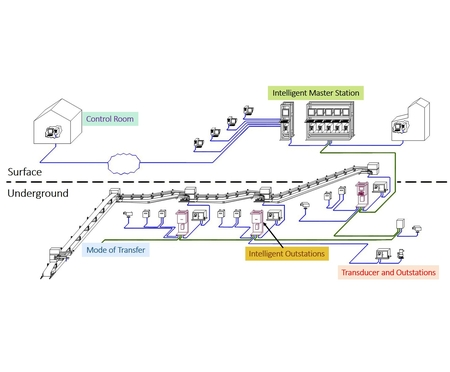 Intelligent Master Station
Control Room
Surface
Underground
Mode of Transfer
Intelligent Outstations
Transducer and Outstations